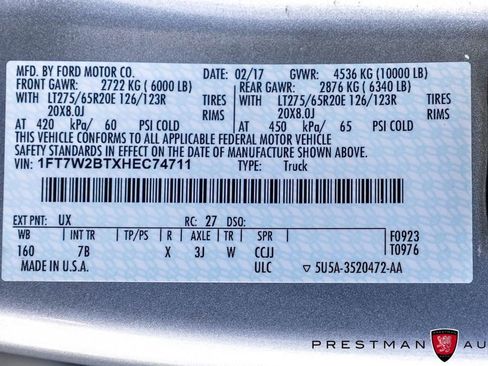 MFD. BY FORD MOTOR CO. DATE: 02/17 GVWR: 4536 KG (10000 LB)
FRONT GAWR: 2722 KG (6000 LB) REAR GAWR: 2876 KG (6340 LB)
WITH LT275/65R20E 126/123R TIRES WITH LT275/65R20E 126/123R TIRES
20X8.0J RIMS 20X8.0J RIMS
AT 420 kPa/ 60 PSI COLD AT 450 kPa/ 65 PSI COLD
THIS VEHICLE CONFORMS TO ALL APPLICABLE FEDERAL MOTOR VEHICLE
SAFETY STANDARDS IN EFFECT ON THE DATE OF MANUFACTURE SHOWN ABOVE.
VIN: 1FT7W2BTXHEC74711 TYPE: Truck
EXT PNT: UX RC: 27 DSO:
WB INT TR TP/PS R AXLE TR SPR F0923
160 7B X 3J W CCJJ T0976
MADE IN U.S.A. ULC 5U5A-3520472-AA
PRESTMAN AU